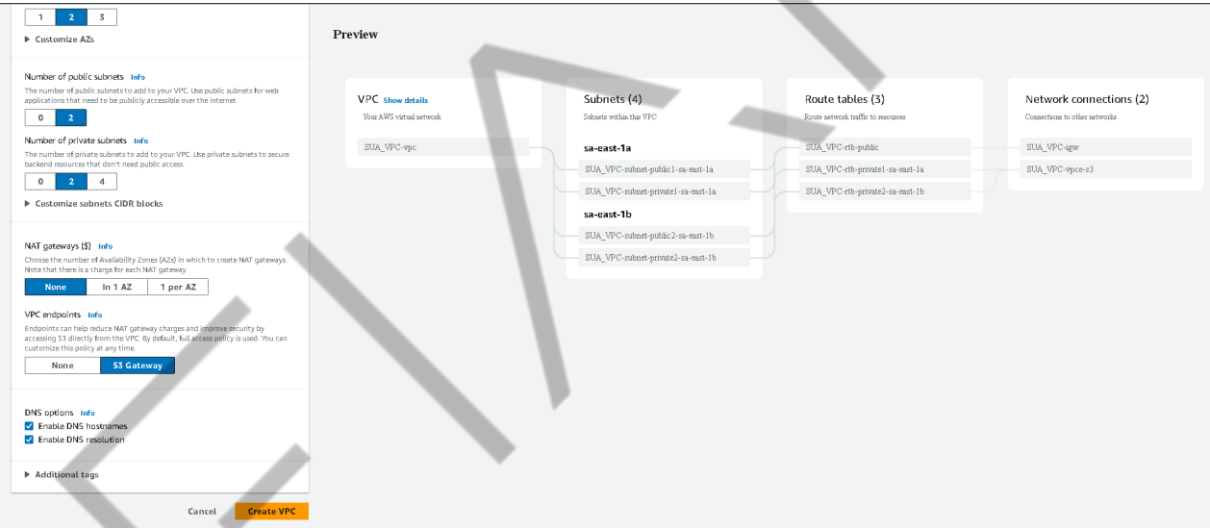 1 2 3
Customize AZs
Number of public subnets Info
The number of public subnets to add to your VPC. Use public subnets for web
applications that need to be publicly accessible over the internet.
0 2
Number of private subnets Info
The number of private subnets to add to your VPC. Use private subnets to secure
backend resources that don't need public access.
0 2 4
Customize subnets CIDR blocks
NAT gateways ($) Info
Choose the number of Availability Zones (AZs) in which to create NAT gateways.
Note that there is a charge for each NAT gateway
None In 1 AZ 1 per AZ
VPC endpoints Info
Endpoints can help reduce NAT gateway charges and improve security by
accessing S3 directly from the VPC. By default, full access policy is used. You can
customize this policy at any time.
None S3 Gateway
DNS options Info
Enable DNS hostnames
Enable DNS resolution
Additional tags
Cancel Create VPC
Preview
VPC Show details
Your AWS virtual network
SUA_VPC-vpc
Subnets (4)
Subnets within this VPC
sa-east-1a
SUA_VPC-subnet-public1-sa-east-1a
SUA_VPC-subnet-private1-sa-east-1a
sa-east-1b
SUA_VPC-subnet-public2-sa-east-1b
SUA_VPC-subnet-private2-sa-east-1b
Route tables (3)
Route network traffic to resources
SUA_VPC-rtb-public
SUA_VPC-rtb-private1-sa-east-1a
SUA_VPC-rtb-private2-sa-east-1b
Network connections (2)
Connections to other networks
SUA_VPC-igw
SUA_VPC-vpce-s3